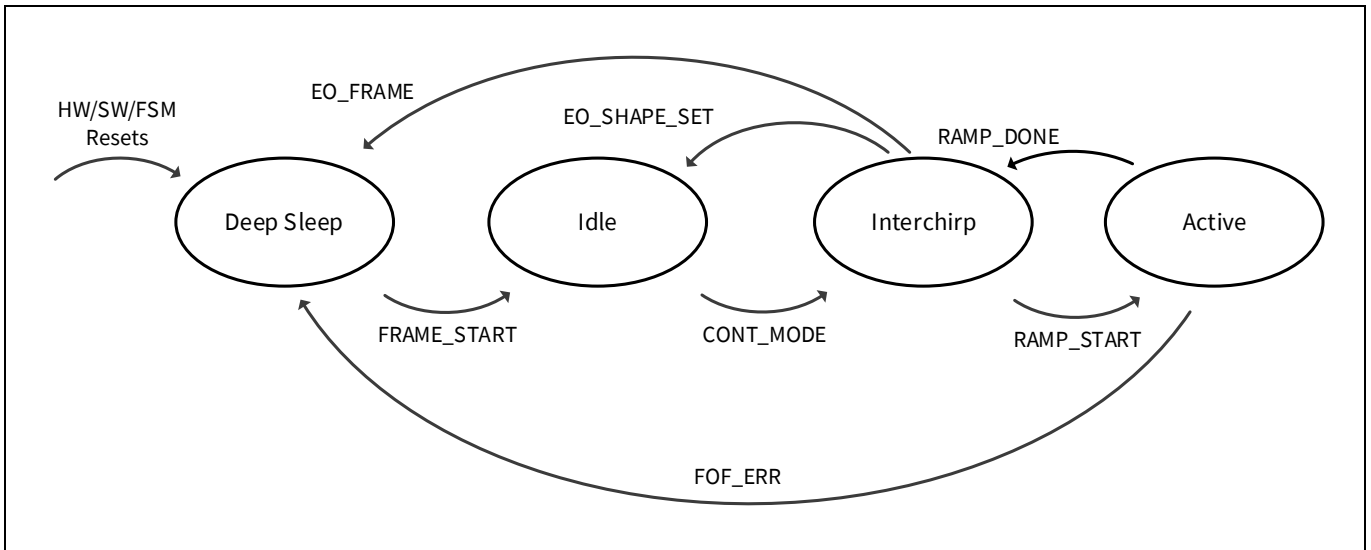 EO_FRAME
HW/SW/FSM
Resets
EO_SHAPE_SET
RAMP_DONE
Deep Sleep
Idle
Interchirp
Active
FRAME_START
CONT_MODE
RAMP_START
FOF_ERR